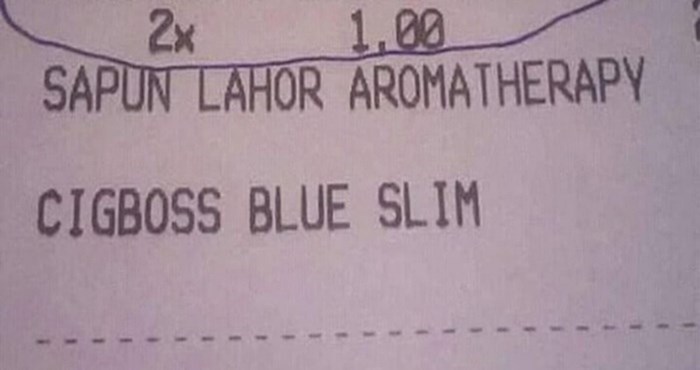 2x 1,00
SAPUN LAHOR AROMATHERAPY
CIGBOSS BLUE SLIM